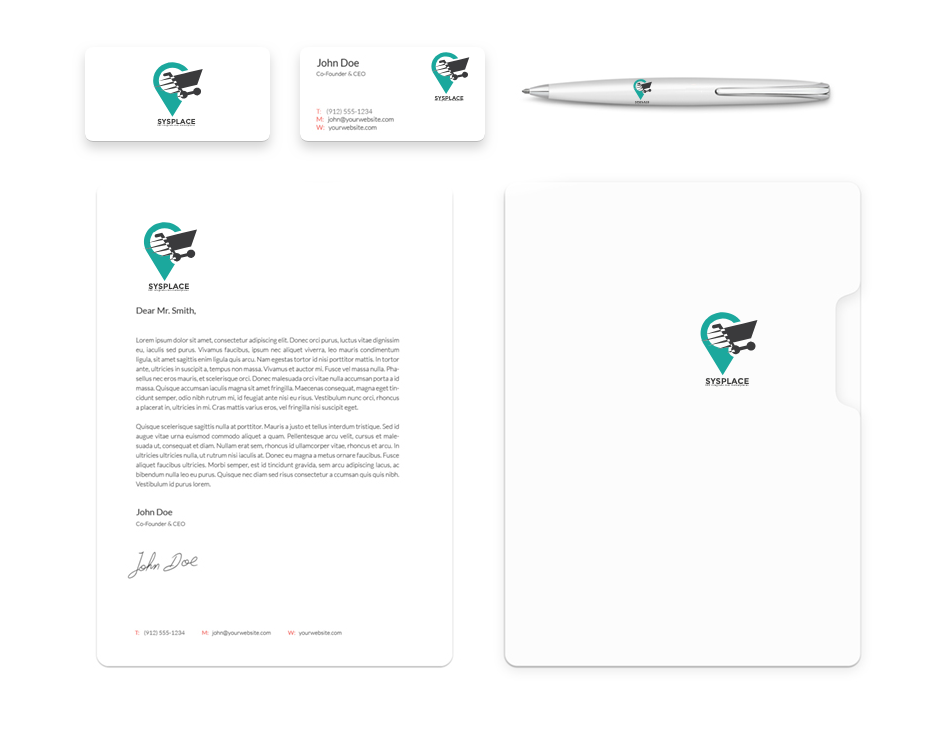 SYSPLACE
John Doe
Co-Founder & CEO
SYSPLACE
T: (912) 555-1234
M: john@yourwebsite.com
W: yourwebsite.com
SYSPLACE
Dear Mr. Smith,
Lorem ipsum dolor sit amet, consectetur adipiscing elit. Donec orci purus, luctus vitae dignissim
eu, iaculis sed purus. Vivamus faucibus, ipsum nec aliquet viverra, leo mauris condimentum
ligula, sit amet sagittis enim ligula quis arcu. Nam egestas tortor id nisi porttitor mattis. In tortor
ante, ultricies in suscipit a, tempus non massa. Vivamus et auctor mi. Fusce vel massa nulla. Pha-
sellus nec eros mauris, et scelerisque orci. Donec malesuada orci vitae nulla accumsan porta a id
massa. Quisque accumsan iaculis magna sit amet fringilla. Maecenas consequat, magna eget tin-
cidunt semper, odio nibh rutrum mi, id feugiat ante nisi eu risus. Vestibulum nunc orci, rhoncus
a placerat in, ultricies in mi. Cras mattis varius eros, vel fringilla nisi suscipit eget.
Quisque scelerisque sagittis nulla at porttitor. Mauris a justo et tellus interdum tristique. Sed id
augue vitae urna euismod commodo aliquet a quam. Pellentesque arcu velit, cursus et male-
suada ut, consequat et diam. Nullam erat sem, rhoncus id ullamcorper vitae, rhoncus et arcu. In
ultricies ultricies nulla, ut rutrum nisi iaculis at. Donec eu magna a metus ornare faucibus. Fusce
aliquet faucibus ultricies. Morbi semper, est id tincidunt gravida, sem arcu adipiscing lacus, ac
bibendum nulla leo eu purus. Quisque nec diam sed risus consectetur a ccumsan quis quis nibh.
Vestibulum id purus lorem.
John Doe
Co-Founder & CEO
John Doe
T: (912) 555-1234 M: john@yourwebsite.com W: yourwebsite.com
SYSPLACE